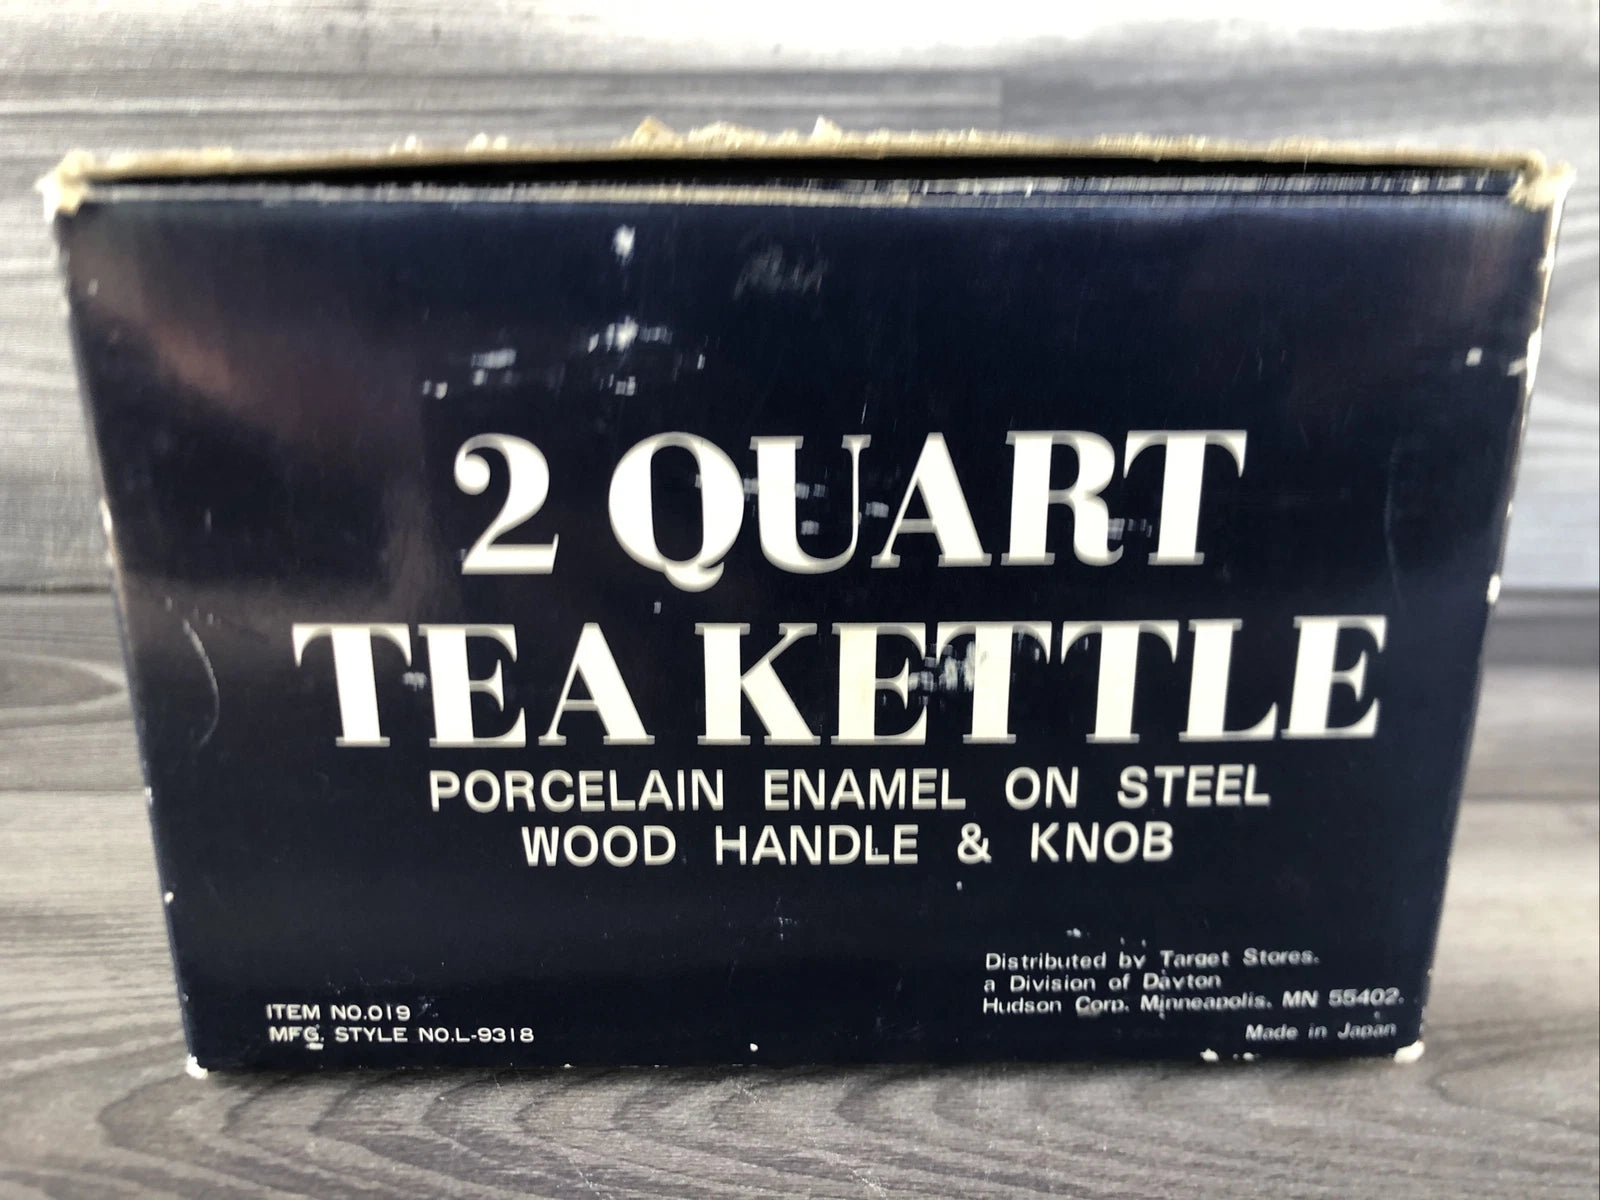 2 QUART
TEA KETTLE
PORCELAIN ENAMEL ON STEEL
WOOD HANDLE & KNOB
ITEM NO.019
MFG. STYLE NO.L-9318
Distributed by Target Stores.
a Division of Dayton
Hudson Corp. Minneapolis. MN 55402.
Made in Japan